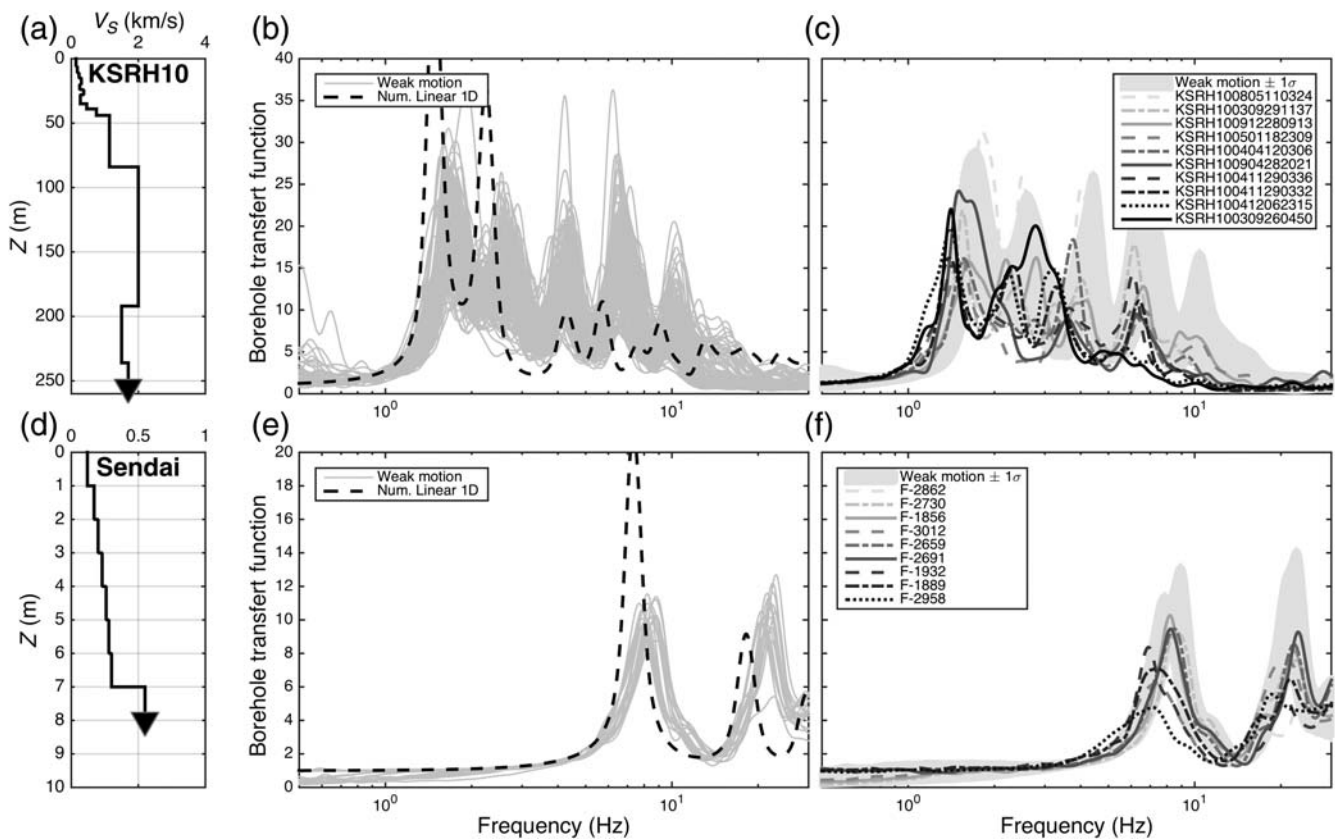 (a)
V_S (km/s)
0 2 4
KSRH10
0
50
100
150
200
250
Z (m)
(b)
Borehole transfert function
40
35
30
25
20
15
10
5
0
Weak motion
Num. Linear 1D
10^0 10^1
(c)
Weak motion ± 1σ
KSRH100805110324
KSRH100309291137
KSRH100912280913
KSRH100501182309
KSRH100404120306
KSRH100904282021
KSRH100411290336
KSRH100411290332
KSRH100412062315
KSRH100309260450
10^0 10^1
(d)
0 0.5 1
Sendai
0
1
2
3
4
5
6
7
8
9
10
Z (m)
(e)
Borehole transfert function
20
18
16
14
12
10
8
6
4
2
0
Weak motion
Num. Linear 1D
10^0 10^1
Frequency (Hz)
(f)
Weak motion ± 1σ
F-2862
F-2730
F-1856
F-3012
F-2659
F-2691
F-1932
F-1889
F-2958
10^0 10^1
Frequency (Hz)